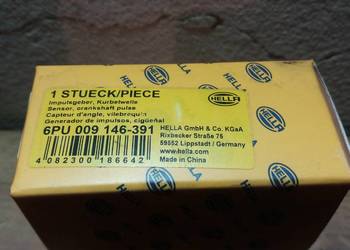 HELLA
1 STUECK/PIECE
Impulsgeber, Kurbelwelle
Sensor, crankshaft pulse
Capteur d'angle, vilebrequin
Generador de impulsos, cigüeñal
6PU 009 146-391
HELLA GmbH & Co. KGaA
Rixbecker Straße 75
59552 Lippstadt / Germany
www.hella.com
Made in China
4 082300 186642
HELLA
HELLA